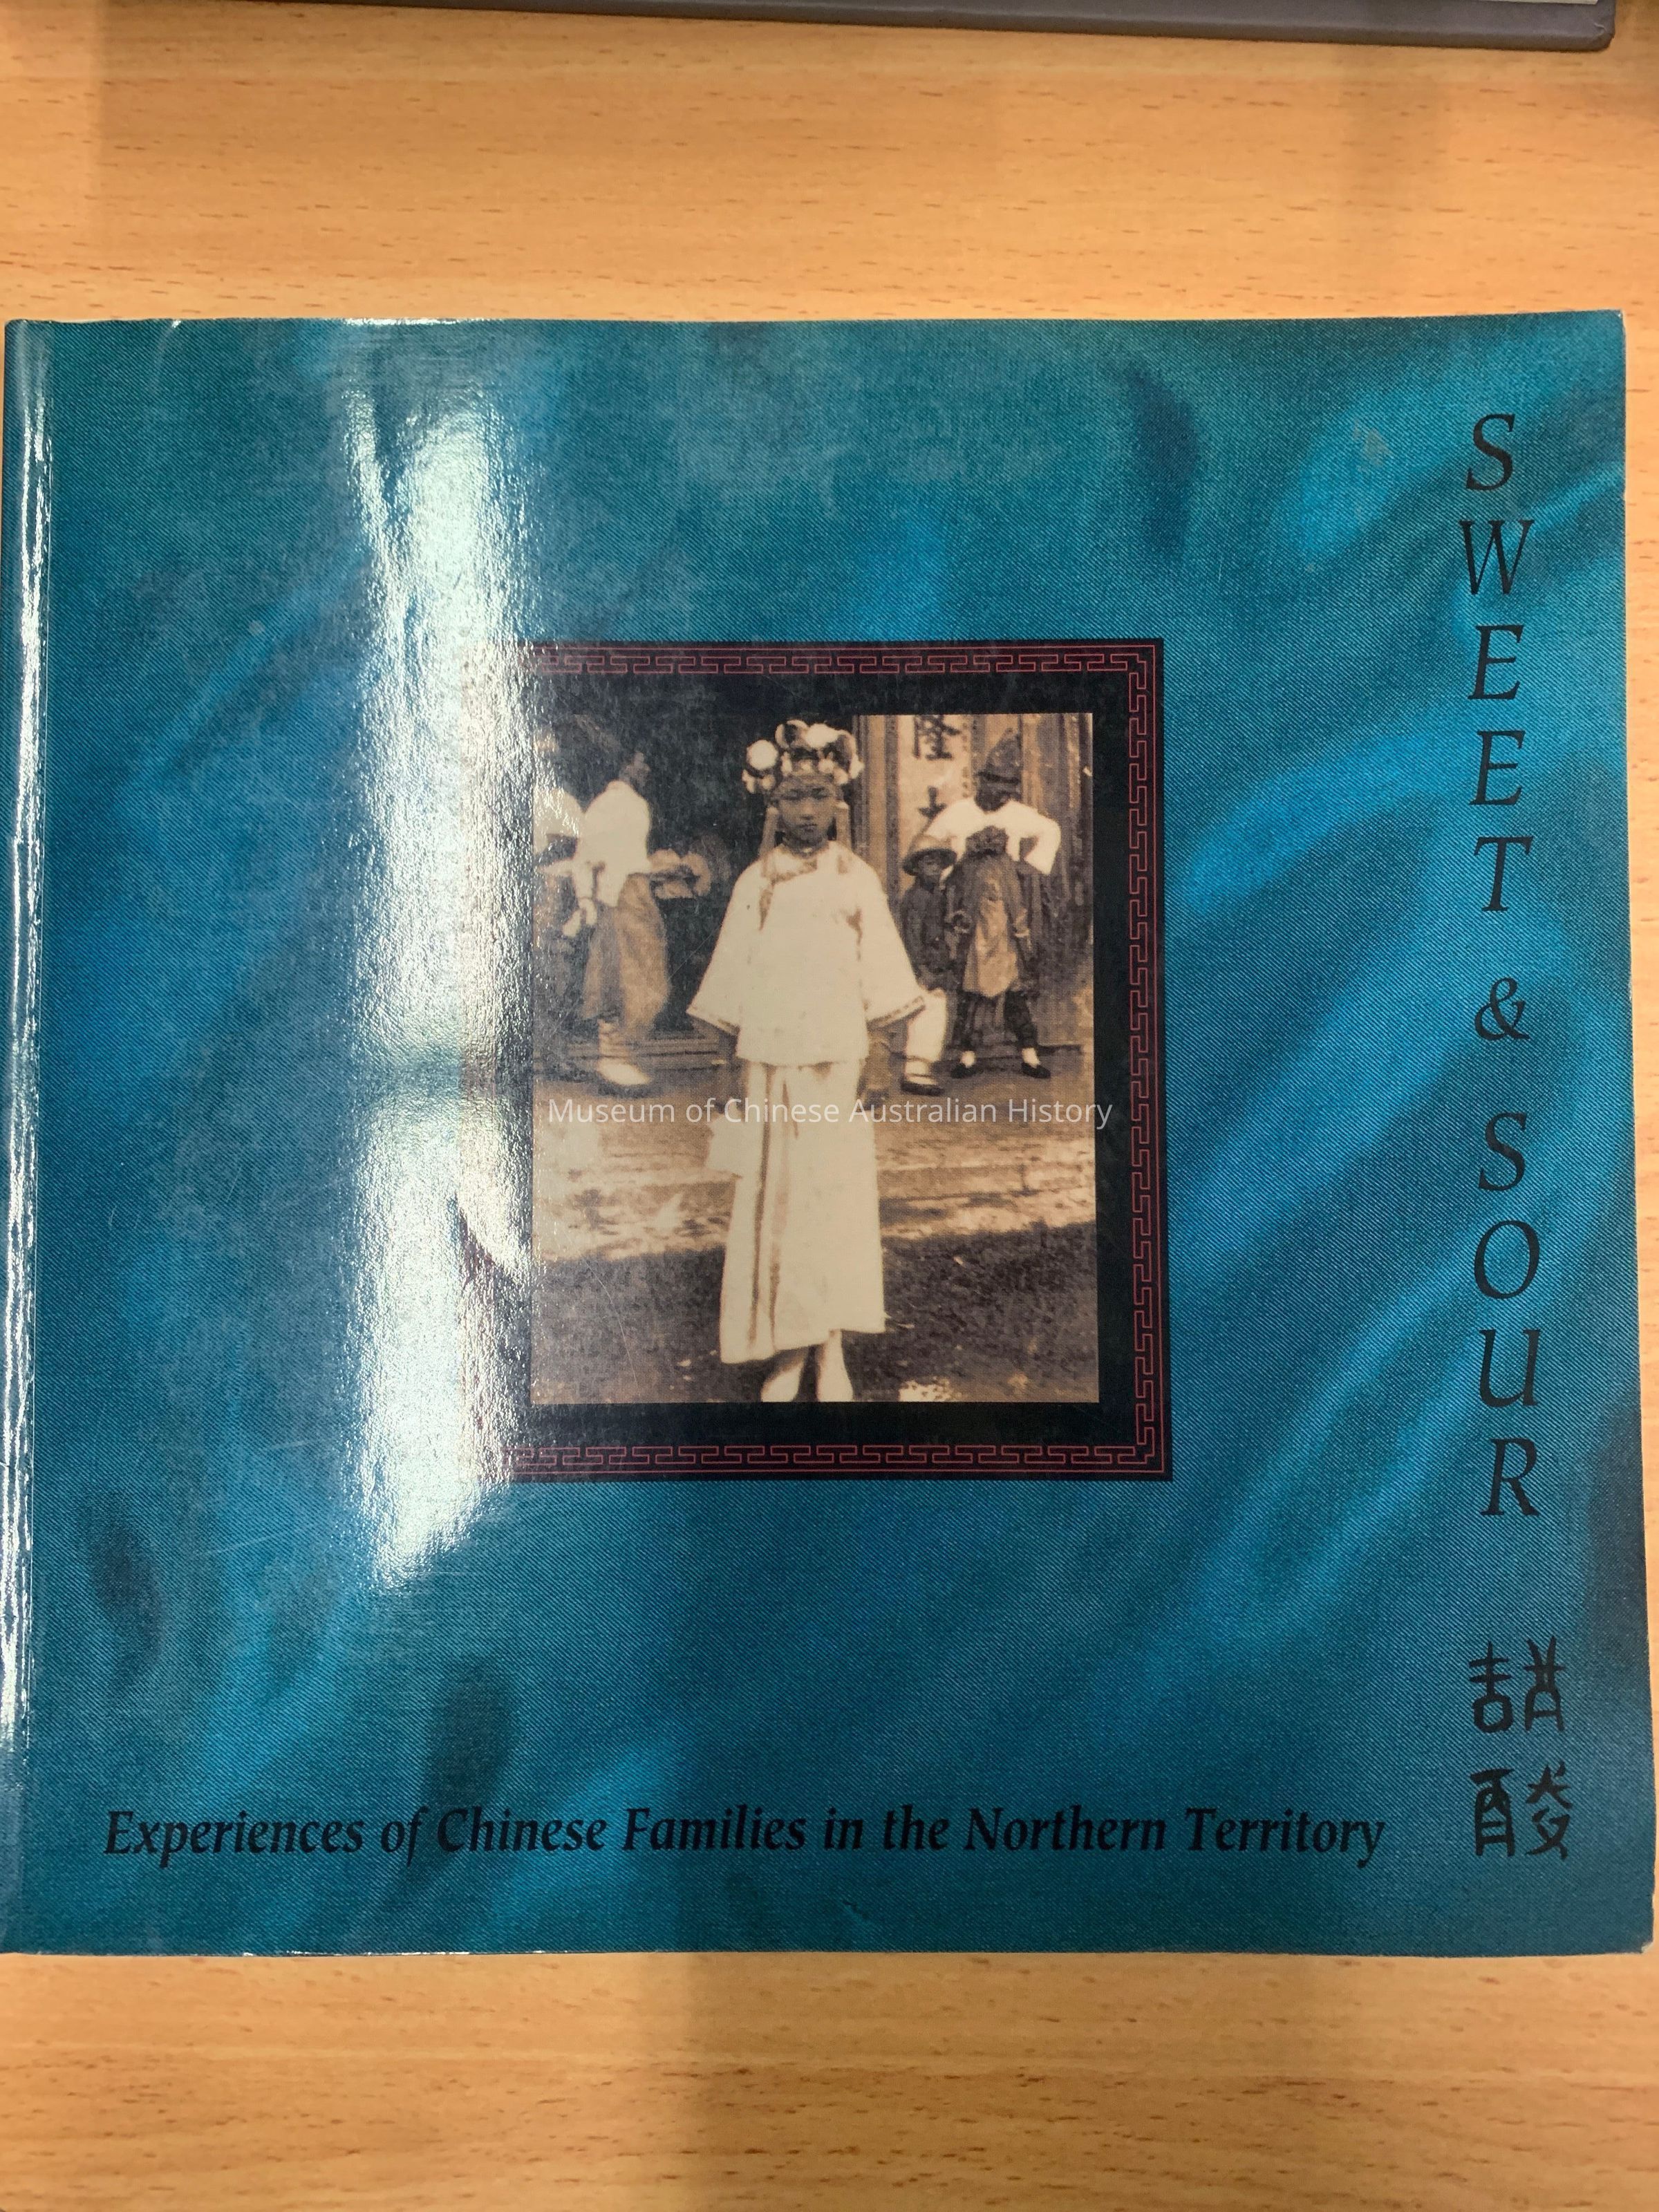 SWEET & SOUR
甜酸
Museum of Chinese Australian History
Experiences of Chinese Families in the Northern Territory